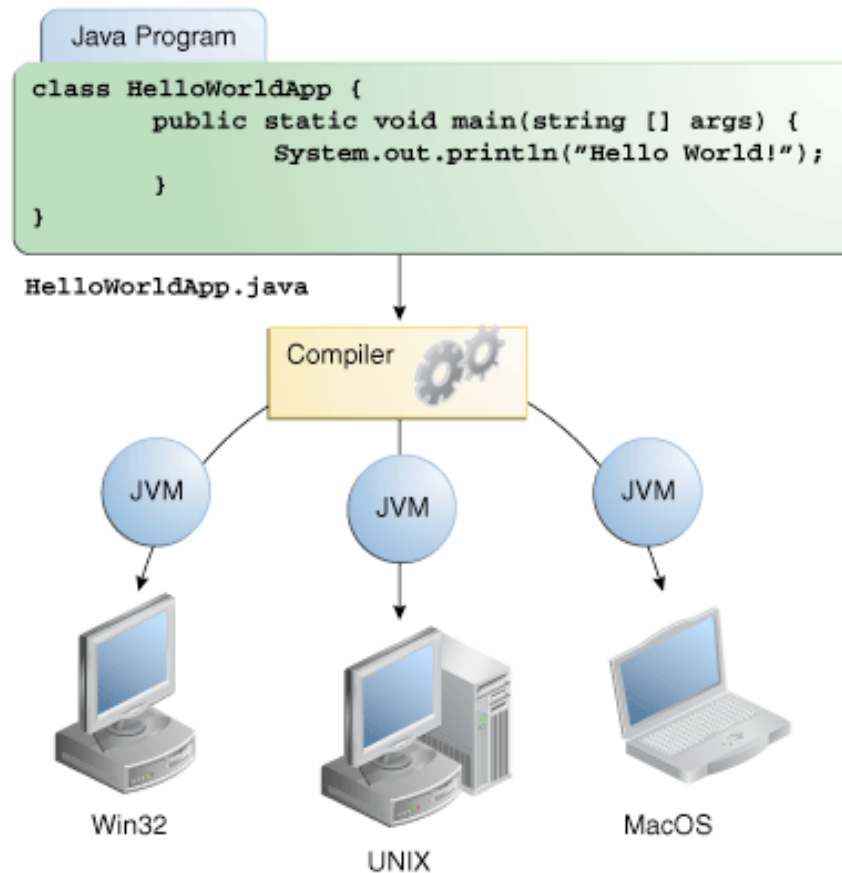 Java Program
class HelloWorldApp {
public static void main(string [] args) {
System.out.println(”Hello World!”);
}
}
HelloWorldApp.java
Compiler
JVM
JVM
JVM
Win32
UNIX
MacOS